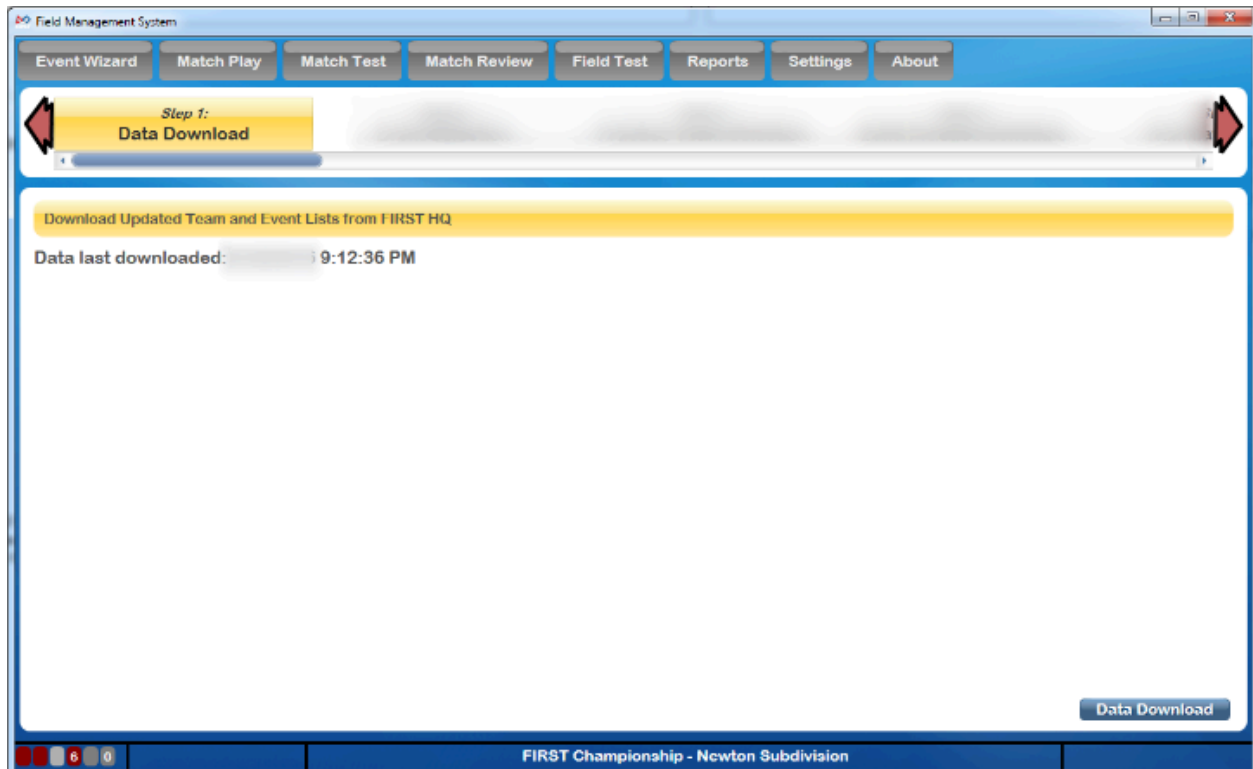 Field Management System
Event Wizard Match Play Match Test Match Review Field Test Reports Settings About
Step 1:
Data Download
Download Updated Team and Event Lists from FIRST HQ
Data last downloaded: 9:12:36 PM
Data Download
6 0 FIRST Championship - Newton Subdivision